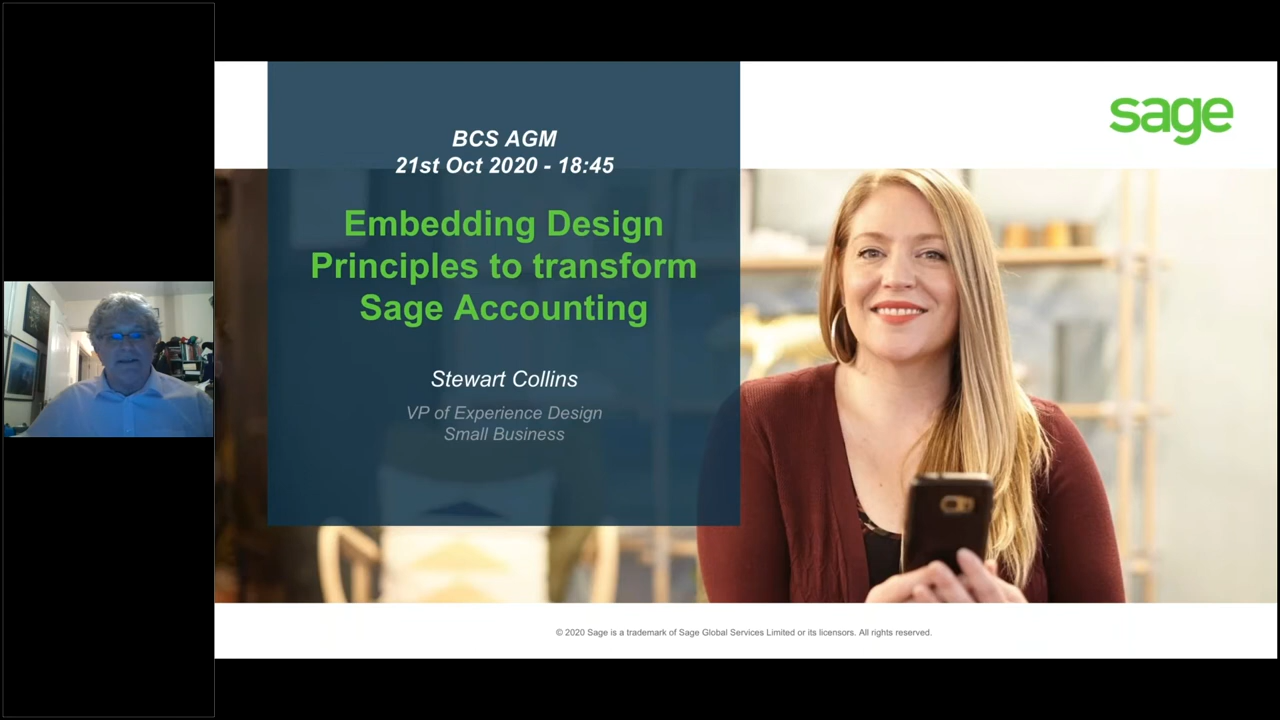 BCS AGM
21st Oct 2020 - 18:45
sage
Embedding Design
Principles to transform
Sage Accounting
Stewart Collins
VP of Experience Design
Small Business
© 2020 Sage is a trademark of Sage Global Services Limited or its licensors. All rights reserved.